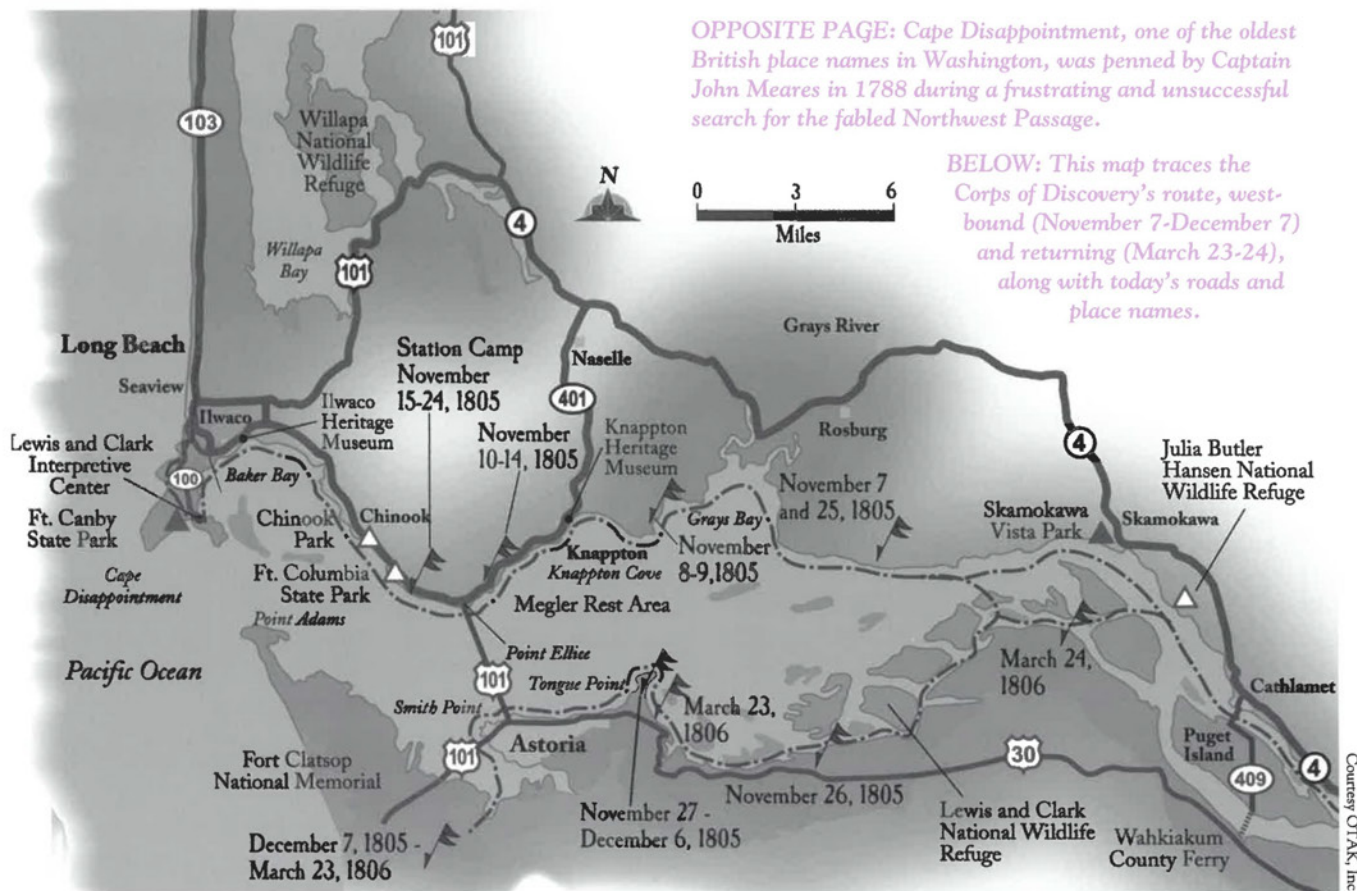 OPPOSITE PAGE: Cape Disappointment, one of the oldest
British place names in Washington, was penned by Captain
John Meares in 1788 during a frustrating and unsuccessful
search for the fabled Northwest Passage.
BELOW: This map traces the
Corps of Discovery's route, west-
bound (November 7-December 7)
and returning (March 23-24),
along with today's roads and
place names.
101
103
Willapa
National
Wildlife
Refuge
N
0 3 6
Miles
4
Willapa
Bay
101
Grays River
Long Beach
Seaview
Station Camp
November
15-24, 1805
Naselle
401
Ilwaco
Ilwaco
Heritage
Museum
November
10-14, 1805
Knappton
Heritage
Museum
Rosburg
4
Julia Butler
Hansen National
Wildlife Refuge
Lewis and Clark
Interpretive
Center
100
Baker Bay
November 7
and 25, 1805
Skamokawa
Vista Park
Skamokawa
Ft. Canby
State Park
Chinook
Park
Chinook
Grays Bay
November
8-9,1805
Knappton
Knappton Cove
Cape
Disappointment
Ft. Columbia
State Park
Megler Rest Area
Point Adams
Pacific Ocean
Point Ellice
101
Tongue Point
March 24,
1806
Cathlamet
Smith Point
March 23,
1806
Puget
Island
Astoria
101
30
409
4
Fort Clatsop
National Memorial
November 26, 1805
November 27 -
December 6, 1805
Lewis and Clark
National Wildlife
Refuge
Wahkiakum
County Ferry
December 7, 1805 -
March 23, 1806
Courtesy OTAK, Inc